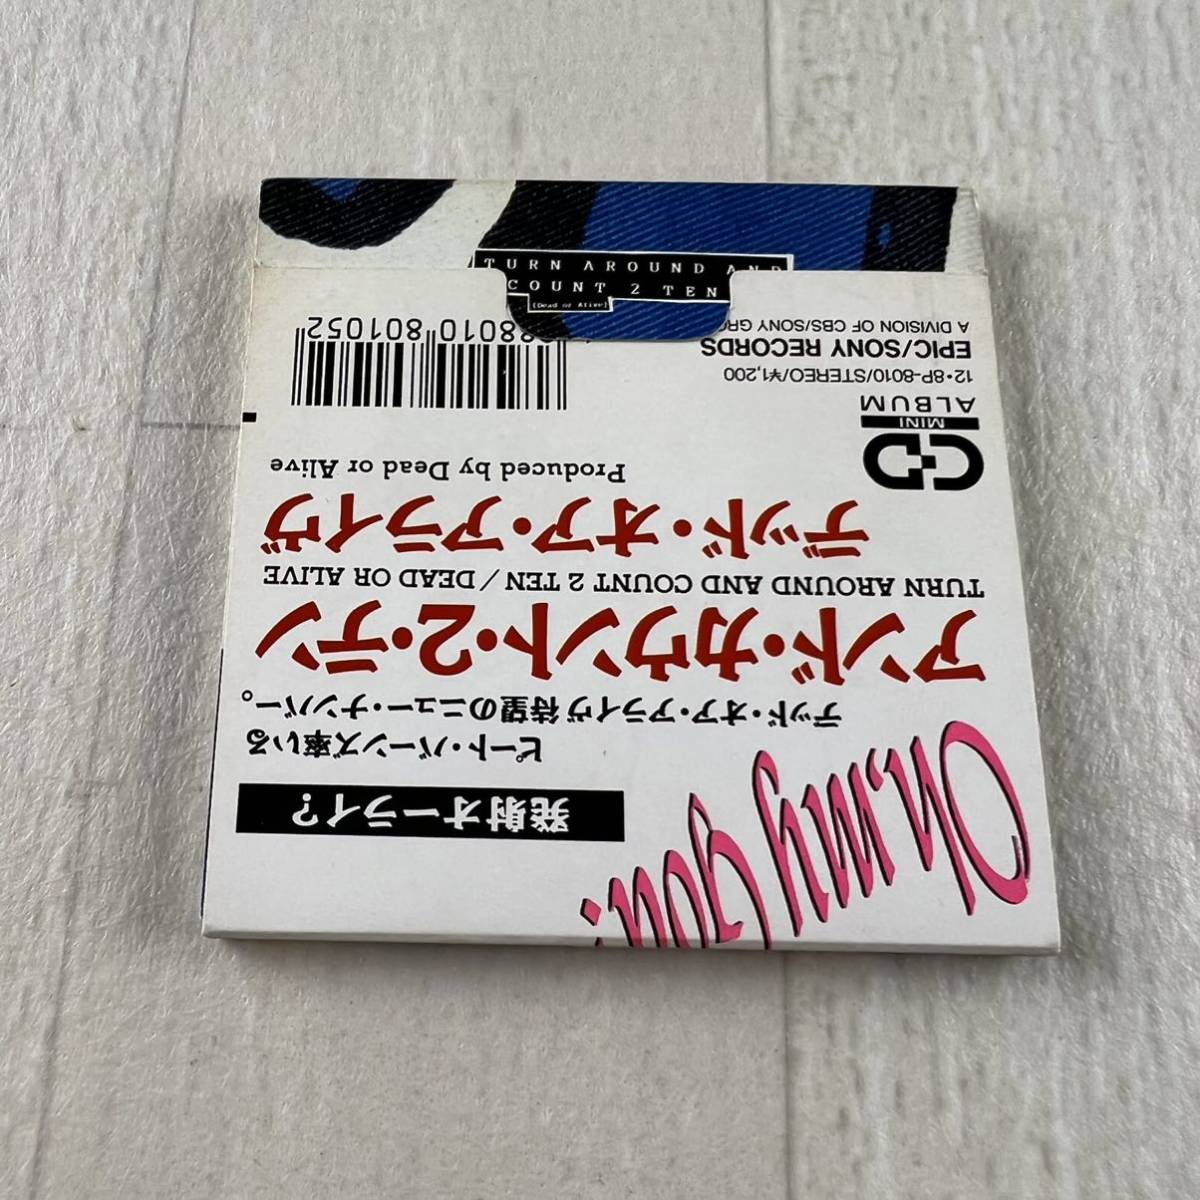 TURN AROUND AND
COUNT 2 TEN
(Dead or Alive)
Oh, my
発射オーライ?
ピート・バーンズ率いる
デッド・オア・アライヴ待望のニュー・ナンバー。
アンド・カウント・2・テン
TURN AROUND AND COUNT 2 TEN / DEAD OR ALIVE
デッド・オア・アライヴ
Produced by Dead or Alive
CD
MINI
ALBUM
12・8P-8010/STEREO/¥1,200
EPIC/SONY RECORDS
A DIVISION OF CBS/SONY
88010 801052